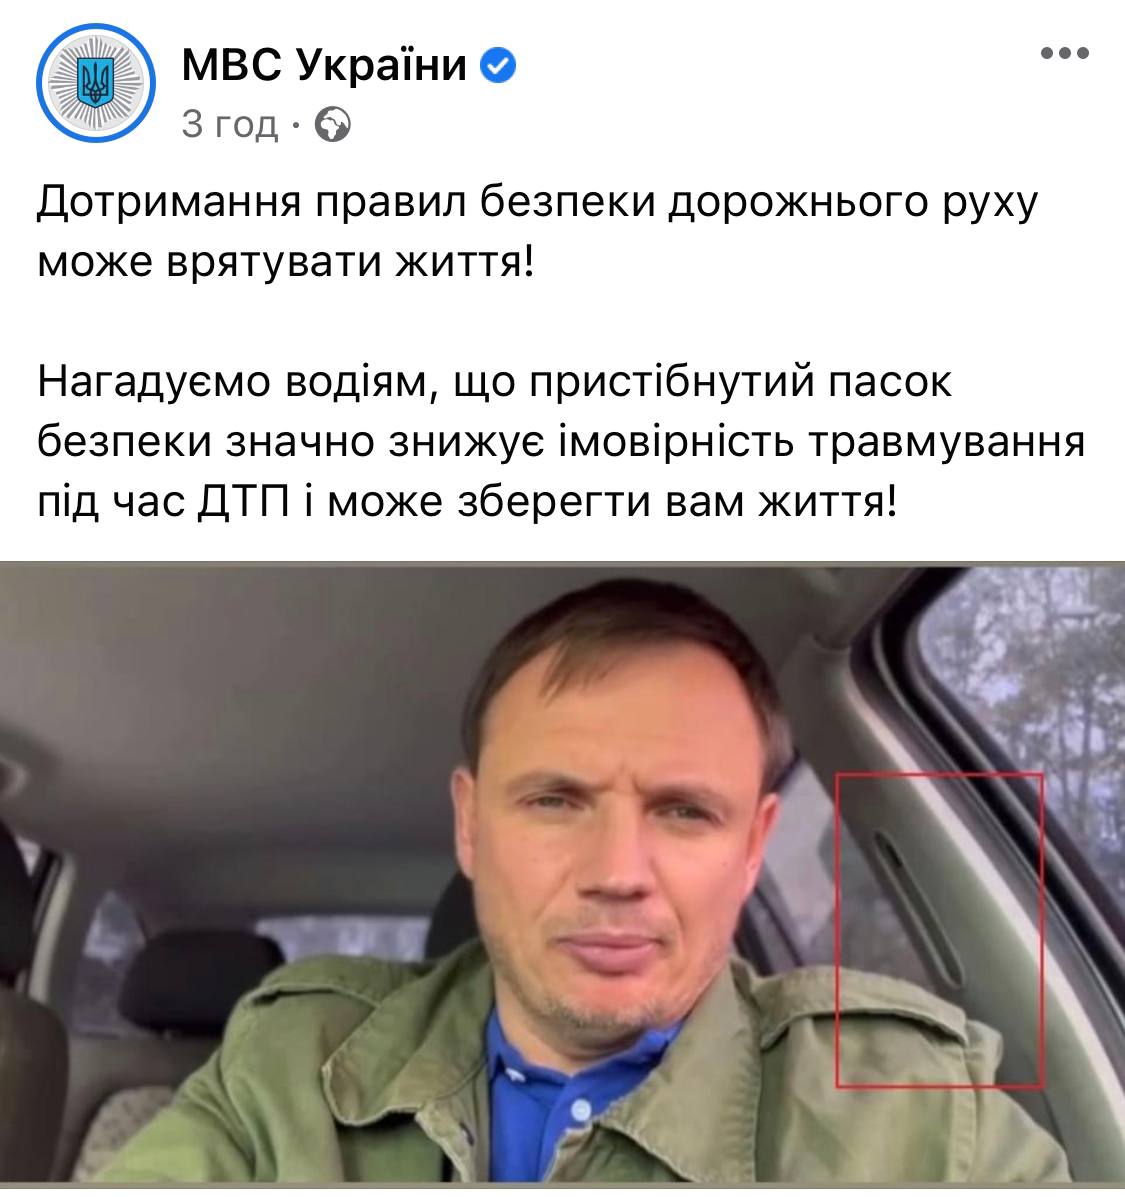 МВС України
3 год ·
Дотримання правил безпеки дорожнього руху
може врятувати життя!
Нагадуємо водіям, що пристібнутий пасок
безпеки значно знижує імовірність травмування
під час ДТП і може зберегти вам життя!